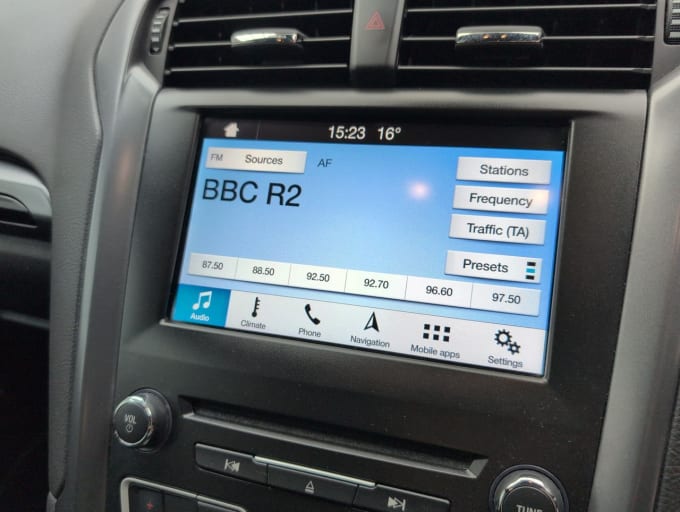 15:23 16°
FM Sources AF
Stations
BBC R2
Frequency
Traffic (TA)
Presets
87.50 88.50 92.50 92.70 96.60 97.50
Audio Climate Phone Navigation Mobile apps Settings
VOL
TUNE